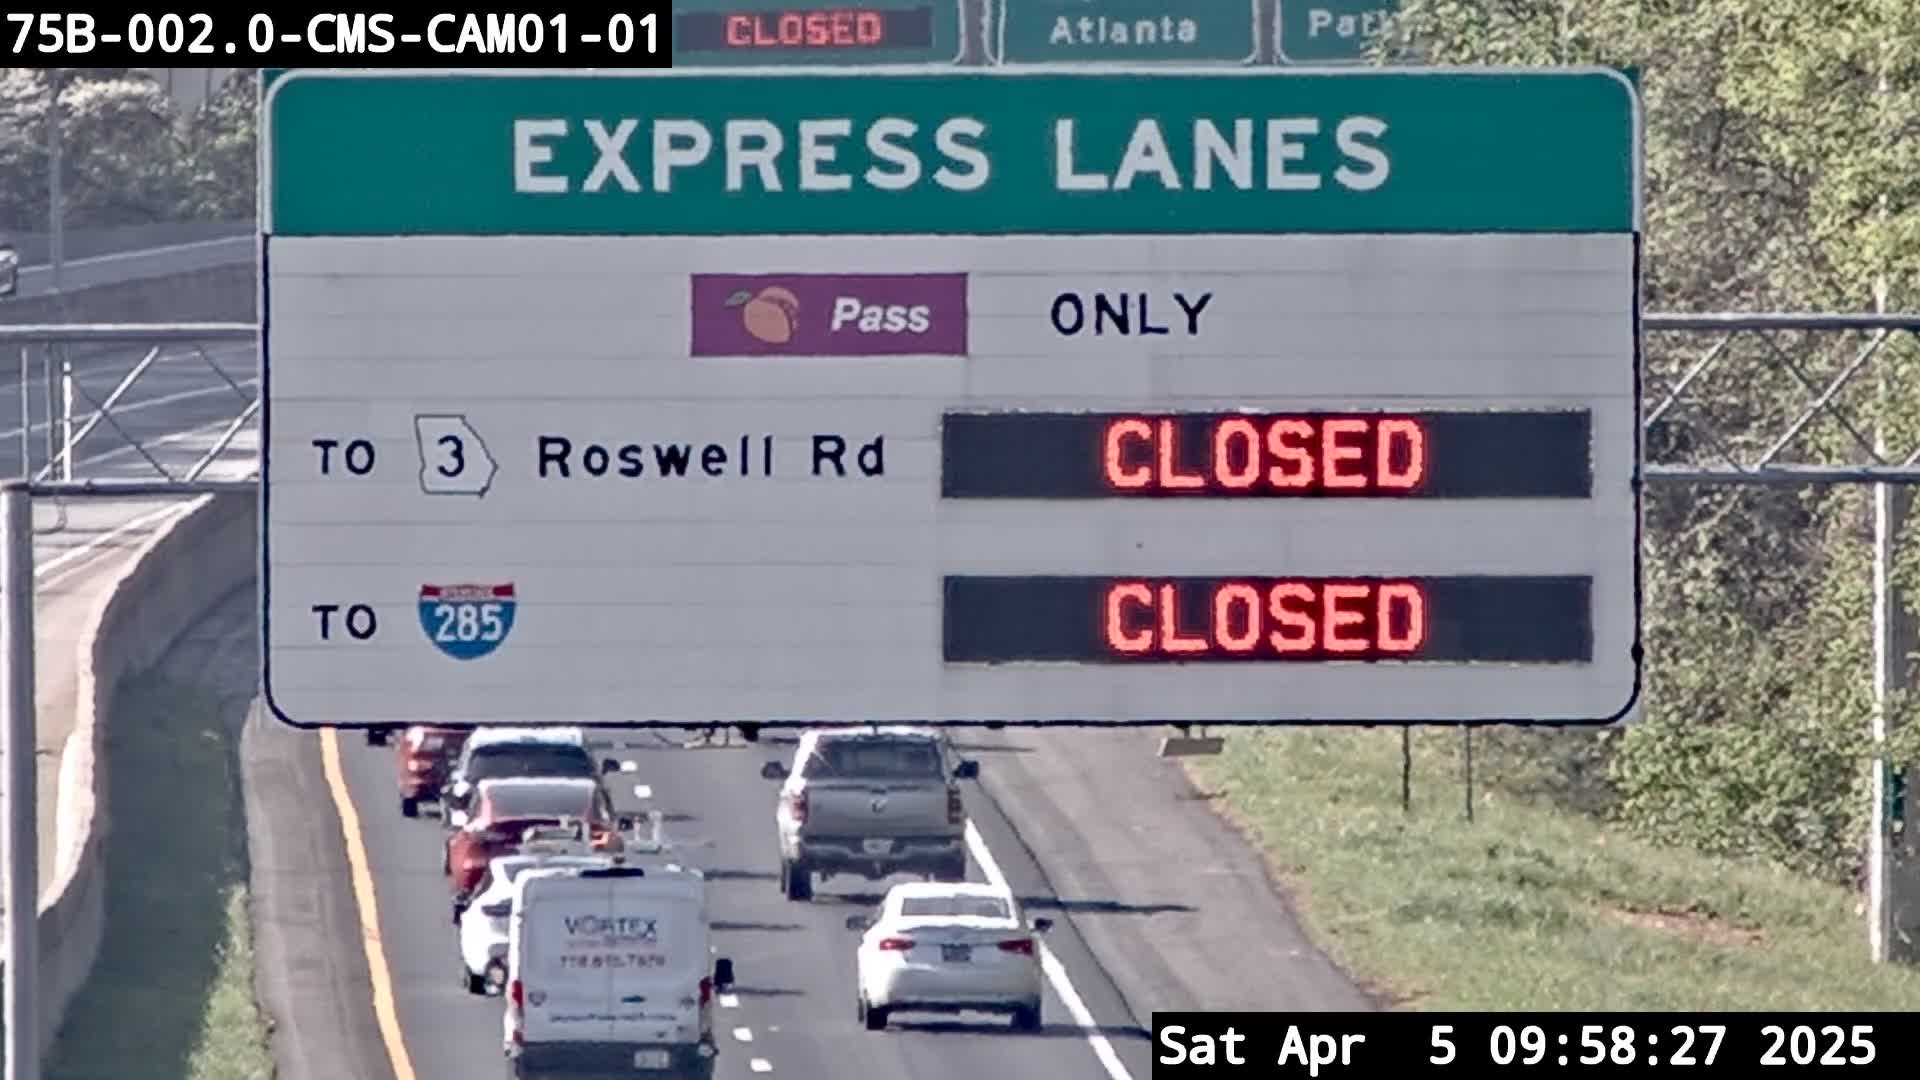 75B-002.0-CMS-CAM01-01
CLOSED
Atlanta
EXPRESS LANES
Pass ONLY
TO 3 Roswell Rd CLOSED
TO 285 CLOSED
VORTEX
Sat Apr 5 09:58:27 2025